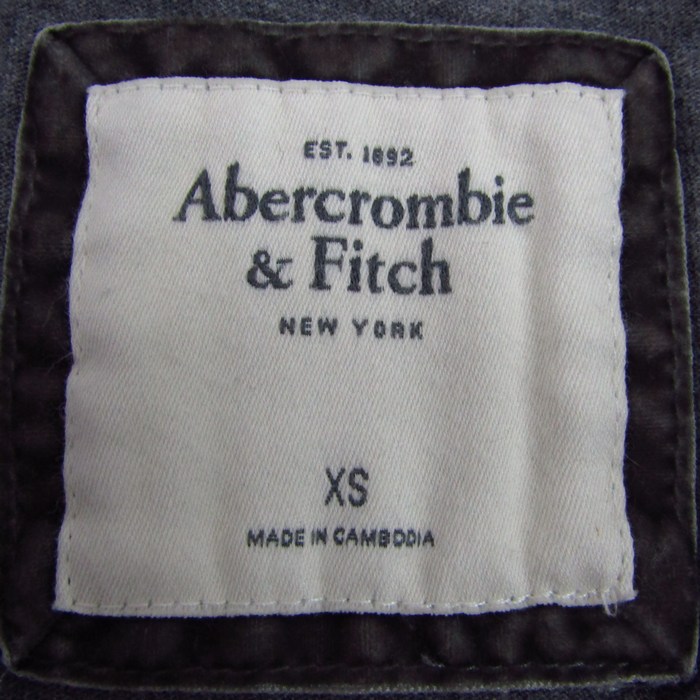 EST. 1892
Abercrombie
& Fitch
NEW YORK
XS
MADE IN CAMBODIA